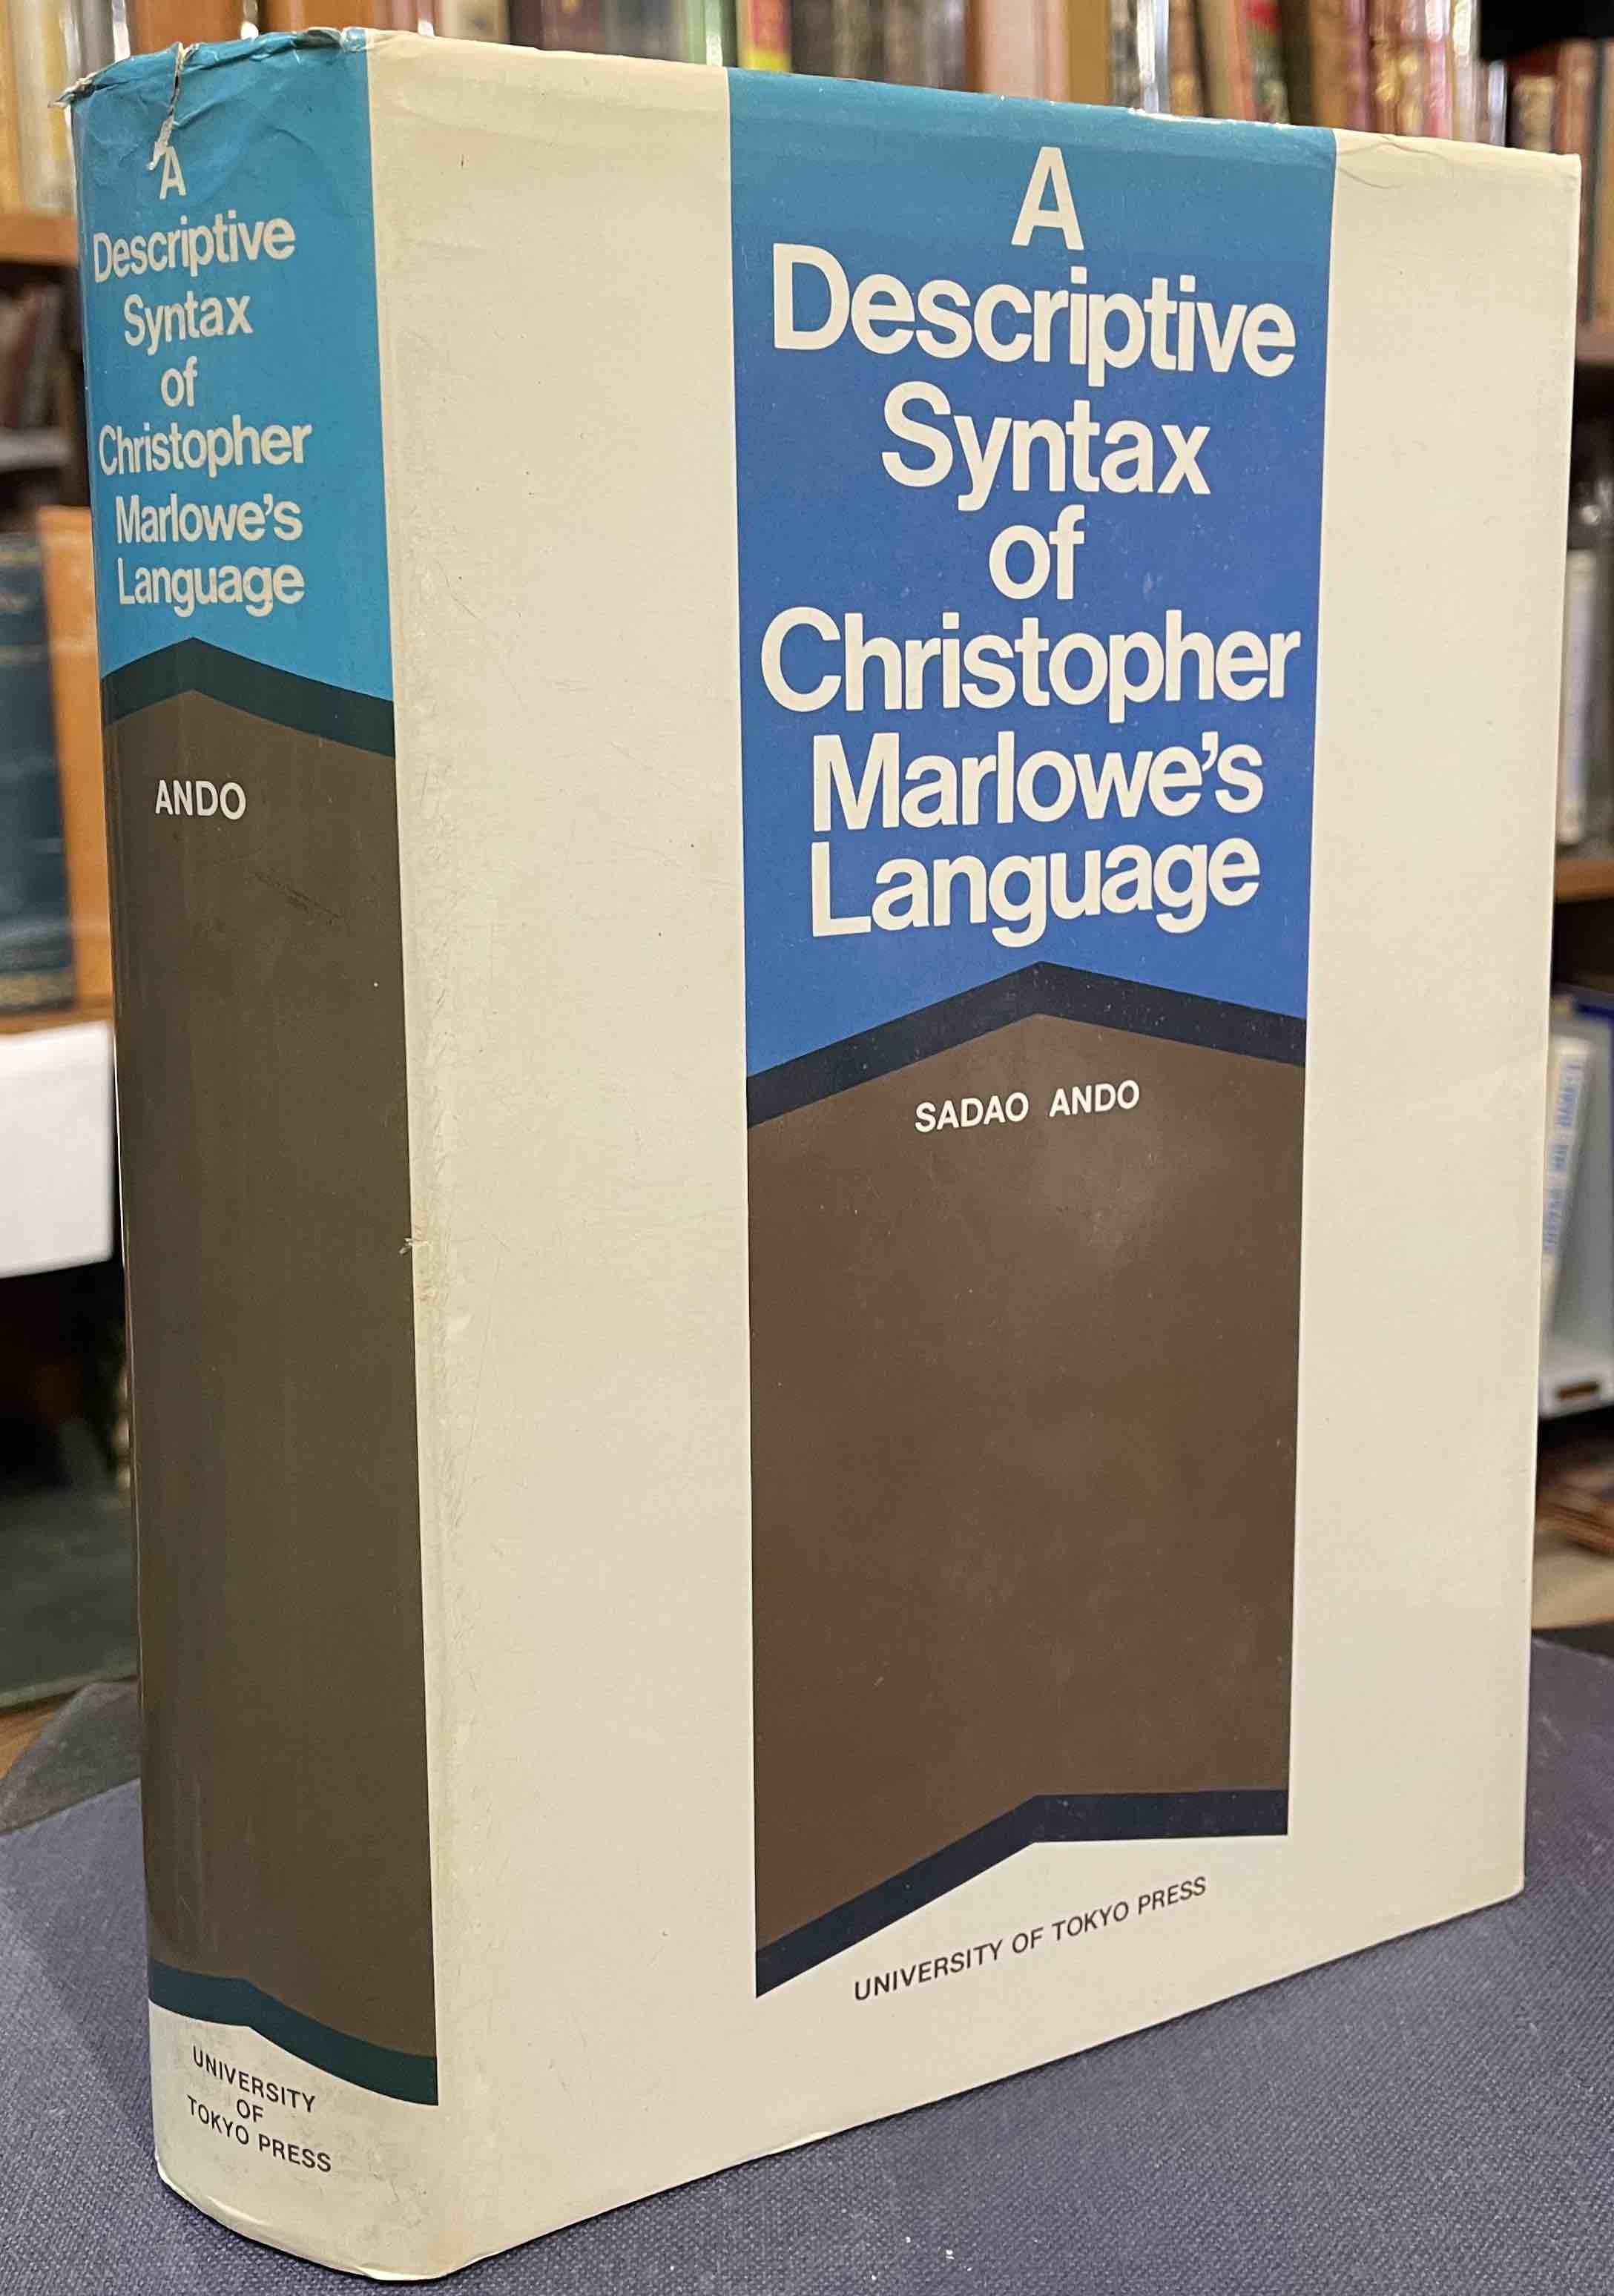 A
Descriptive
Syntax
of
Christopher
Marlowe's
Language
ANDO
UNIVERSITY
OF
TOKYO PRESS
A
Descriptive
Syntax
of
Christopher
Marlowe's
Language
SADAO ANDO
UNIVERSITY OF TOKYO PRESS